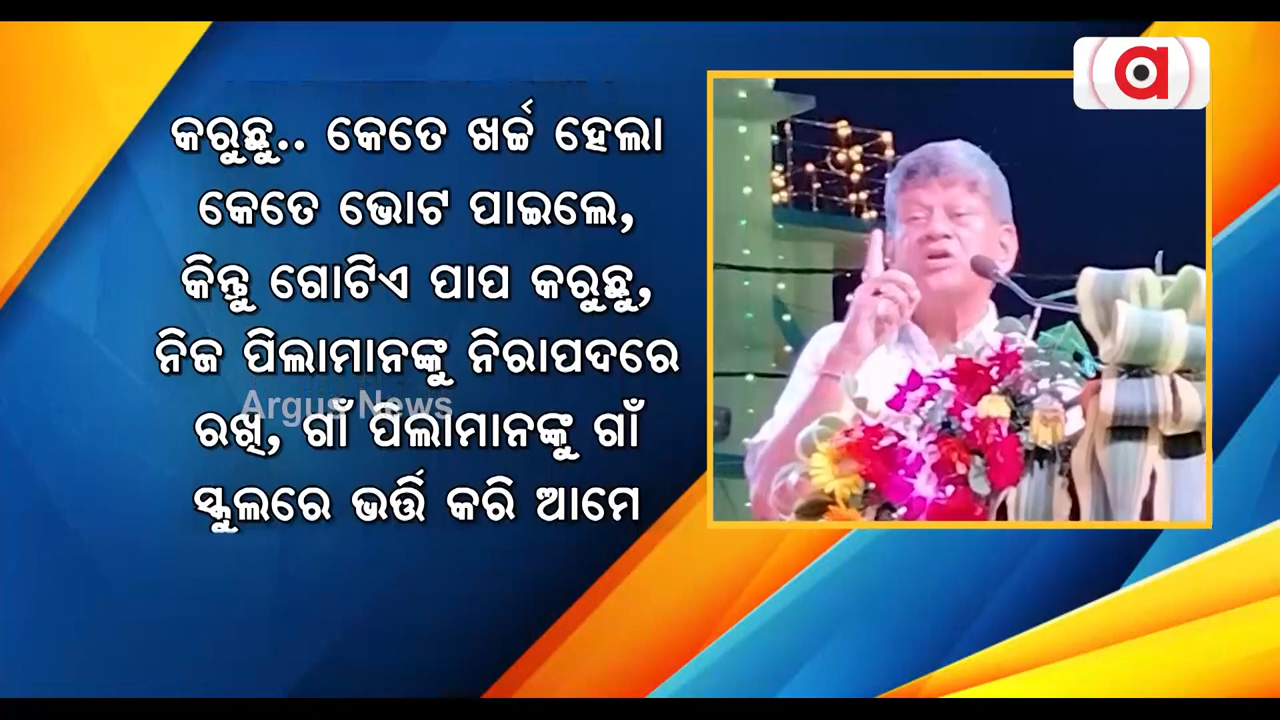 କରୁଛୁ.. କେତେ ଖର୍ଚ୍ଚ ହେଲା
କେତେ ଭୋଟ ପାଇଲେ,
କିନ୍ତୁ ଗୋଟିଏ ପାପ କରୁଛୁ,
ନିଜ ପିଲାମାନଙ୍କୁ ନିରାପଦରେ
ରଖି, ଗାଁ ପିଲାମାନଙ୍କୁ ଗାଁ
ସ୍କୁଲରେ ଭର୍ତ୍ତି କରି ଆମେ
Argus News
a